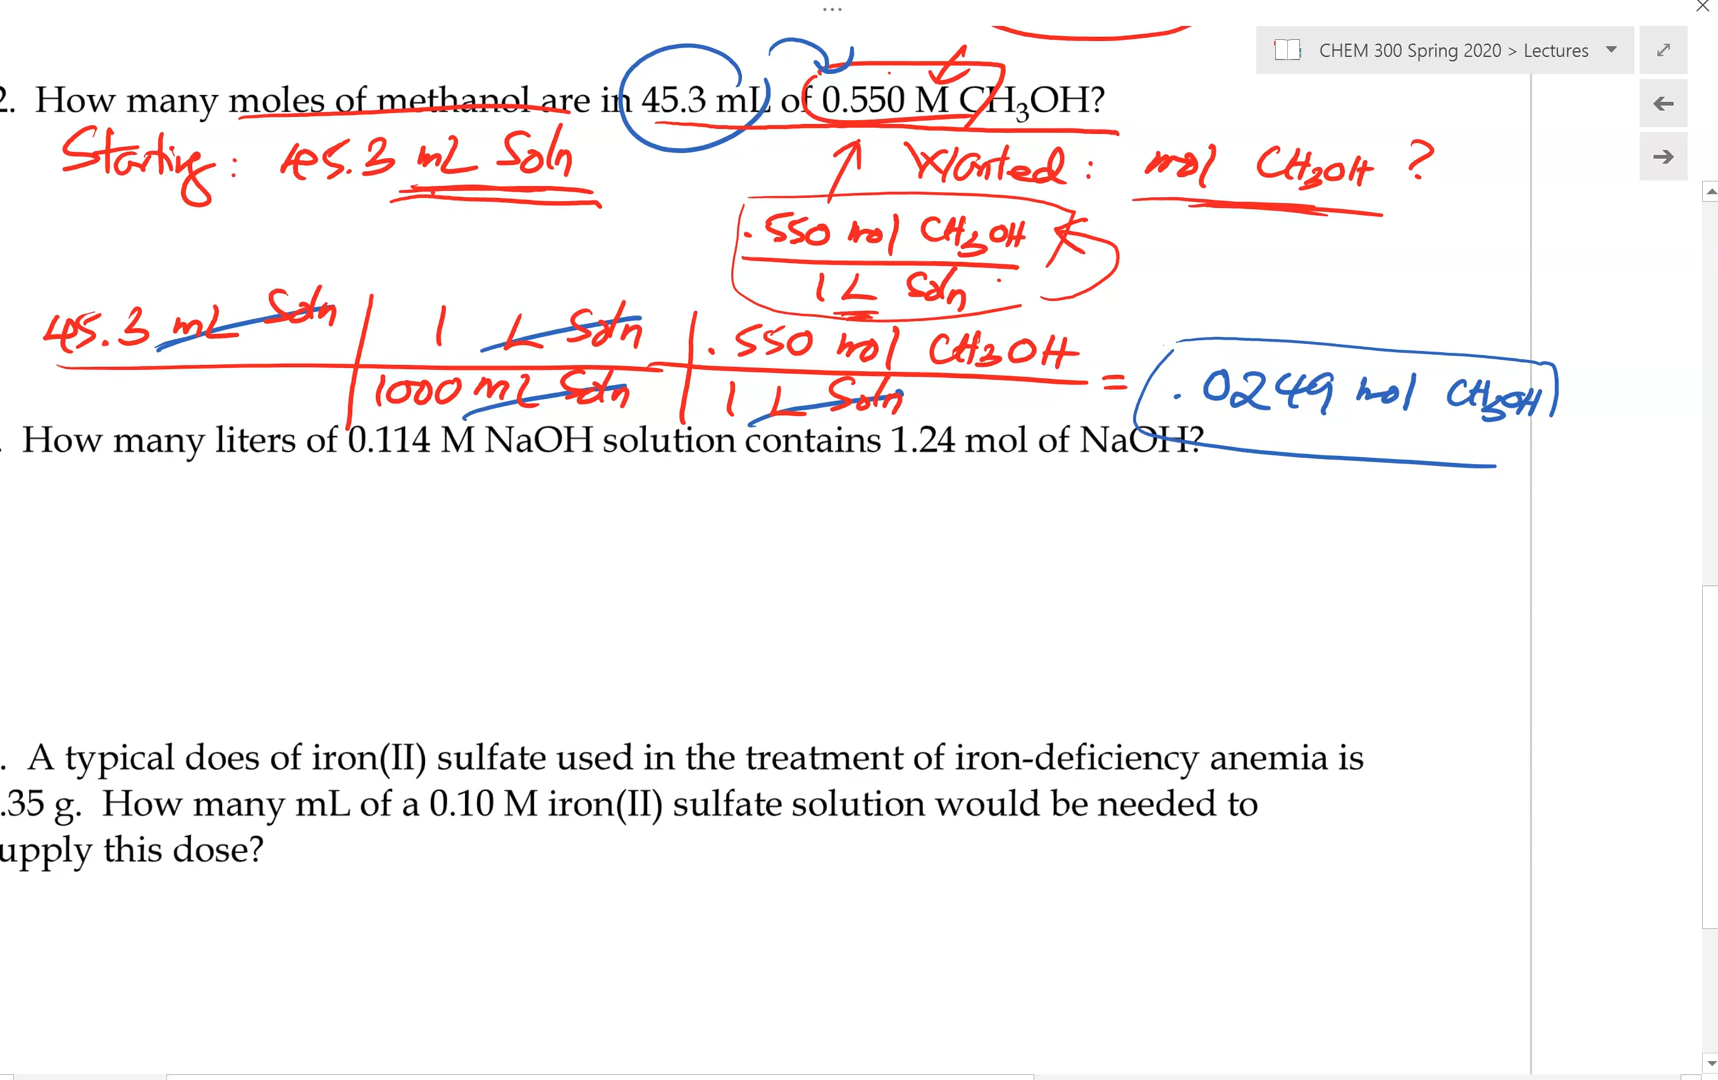 ...
CHEM 300 Spring 2020 > Lectures
2. How many moles of methanol are in 45.3 mL of 0.550 M CH₃OH?
Starting: 45.3 mL Soln Wanted: mol CH₃OH ?
.550 mol CH₃OH
1 L Soln
45.3 mL Soln | 1 L Soln | .550 mol CH₃OH
1000 mL Soln | 1 L Soln = .0249 mol CH₃OH
. How many liters of 0.114 M NaOH solution contains 1.24 mol of NaOH?
. A typical does of iron(II) sulfate used in the treatment of iron-deficiency anemia is
.35 g. How many mL of a 0.10 M iron(II) sulfate solution would be needed to
upply this dose?